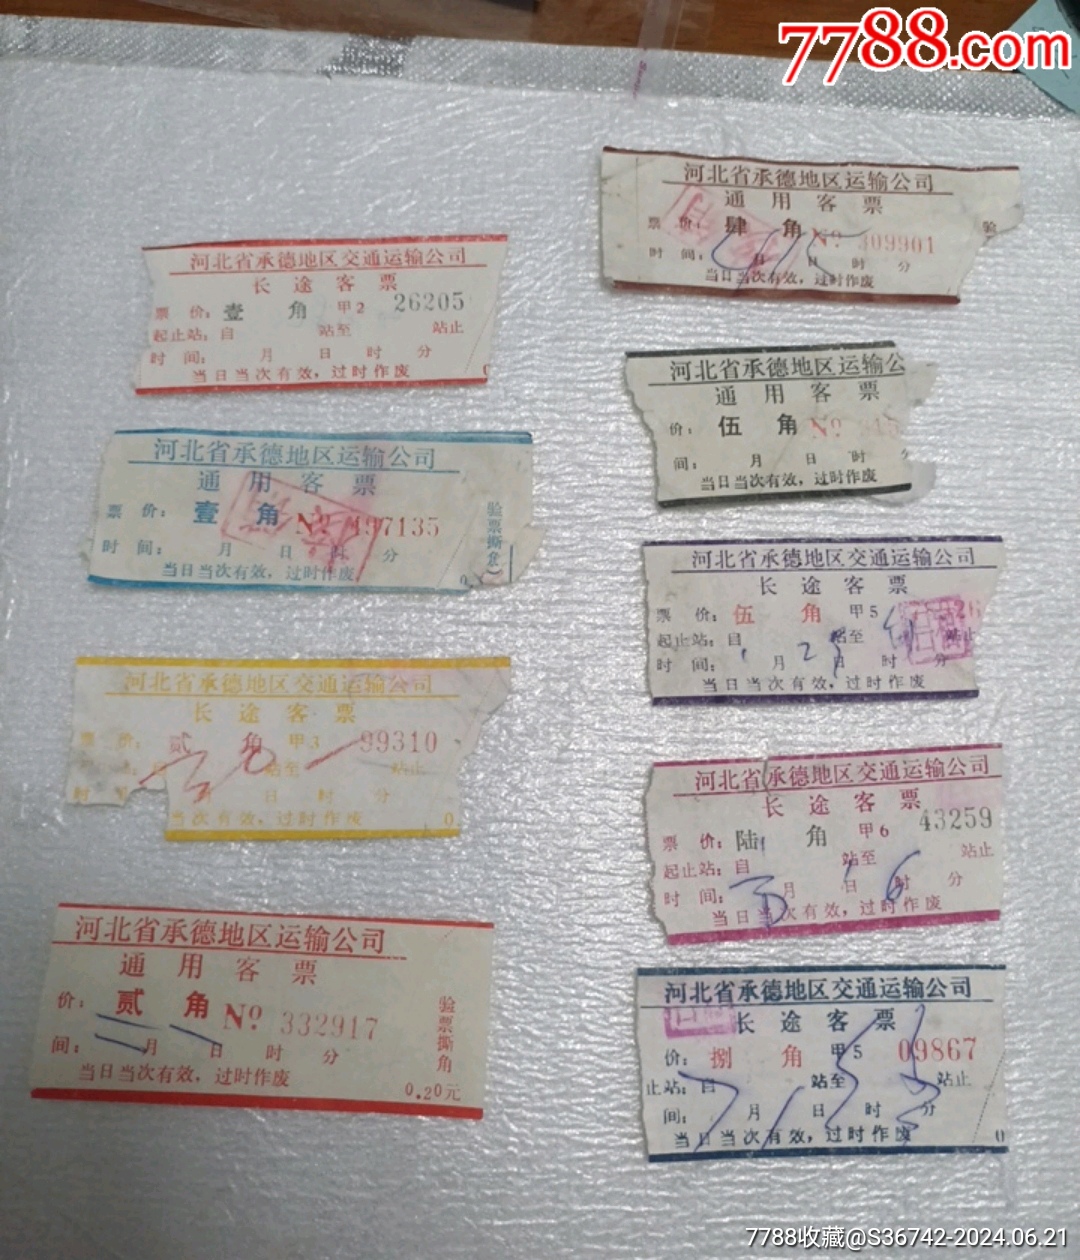 7788.com
河北省承德地区交通运输公司
长途客票
票价：壹角 甲2 26205
起止站：自 站至 站止
时间： 月 日 时 分
当日当次有效，过时作废
河北省承德地区运输公司
通用客票
票价：壹角 №497135
时间： 月 日 时 分
当日当次有效，过时作废
验票撕
河北省承德地区交通运输公司
长途客票
票价：贰角 甲3 99310
站至 站止
时 日 时 分
当次有效，过时作废
河北省承德地区运输公司
通用客票
价：贰角 №332917
间： 月 日 时 分
当日当次有效，过时作废
验票撕角
0.20元
河北省承德地区运输公司
通用客票
票价：肆角 №309901
时间： 月 日 时 分
当日当次有效，过时作废
验
河北省承德地区运输公
通用客票
价：伍角 №
间： 月 日 时 分
当日当次有效，过时作废
河北省承德地区交通运输公司
长途客票
票价：伍角 甲5
起止站：自 站至 站止
时间： 月 日 时 分
当日当次有效，过时作废
河北省承德地区交通运输公司
长途客票
票价：陆角 甲6 43259
起止站：自 站至 站止
时间： 月 日 时 分
当日当次有效，过时作废
河北省承德地区交通运输公司
长途客票
价：捌角 甲5 09867
止站：自 站至 站止
间： 月 日 时 分
当日当次有效，过时作废
7788收藏@S36742-2024.06.21